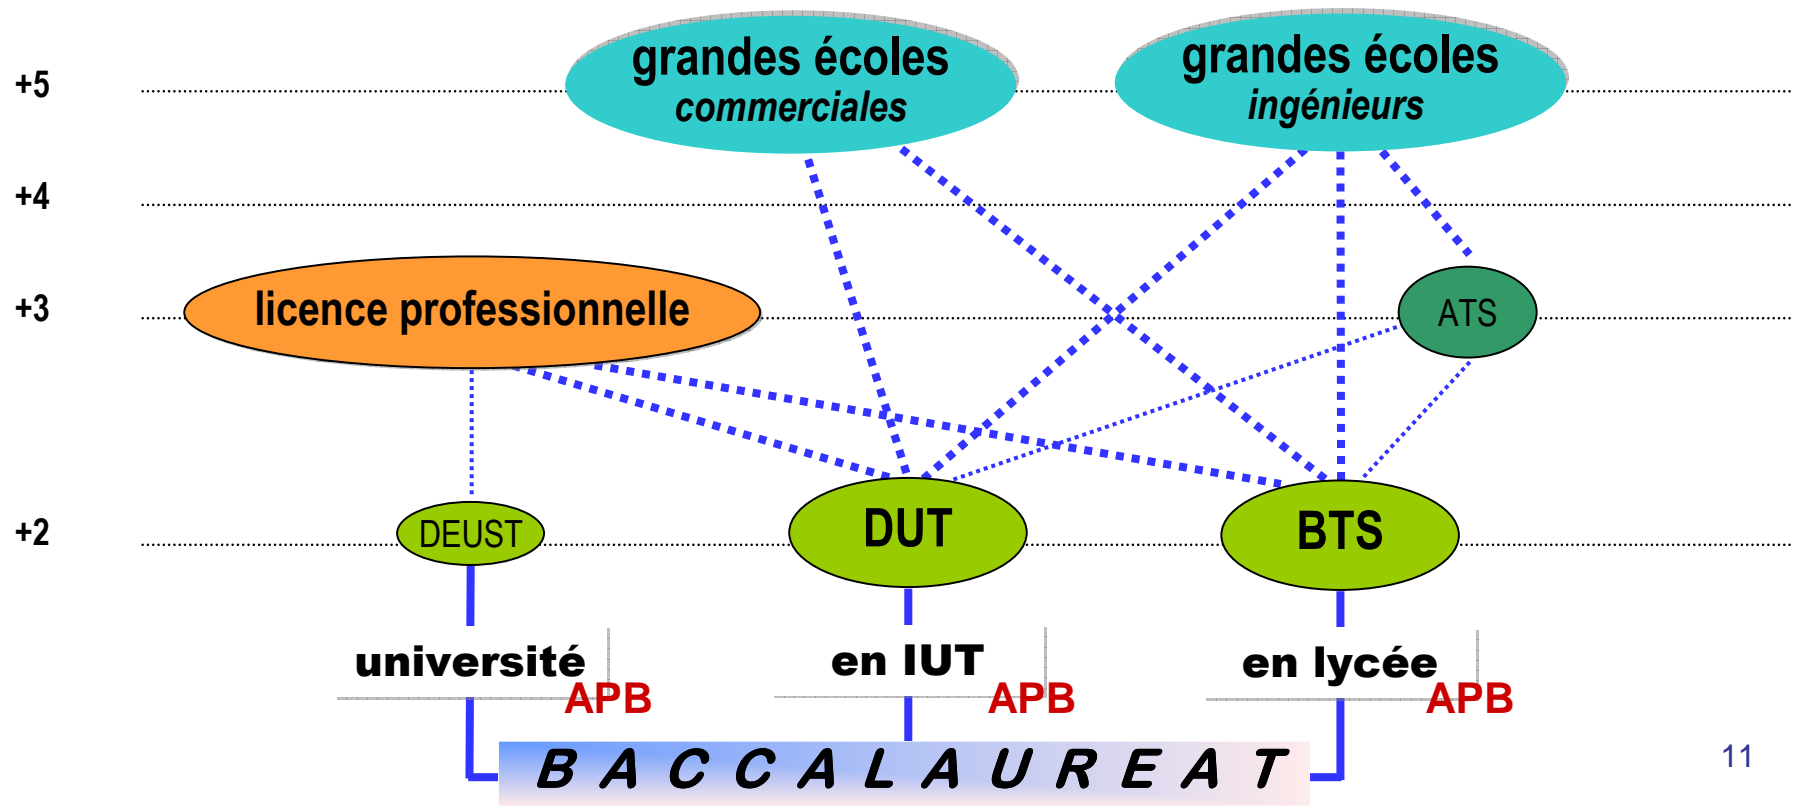 grandes écoles
commerciales
grandes écoles
ingénieurs
+5
+4
+3
licence professionnelle
ATS
+2
DEUST
DUT
BTS
université
APB
en IUT
APB
en lycée
APB
BACCALAUREAT
11